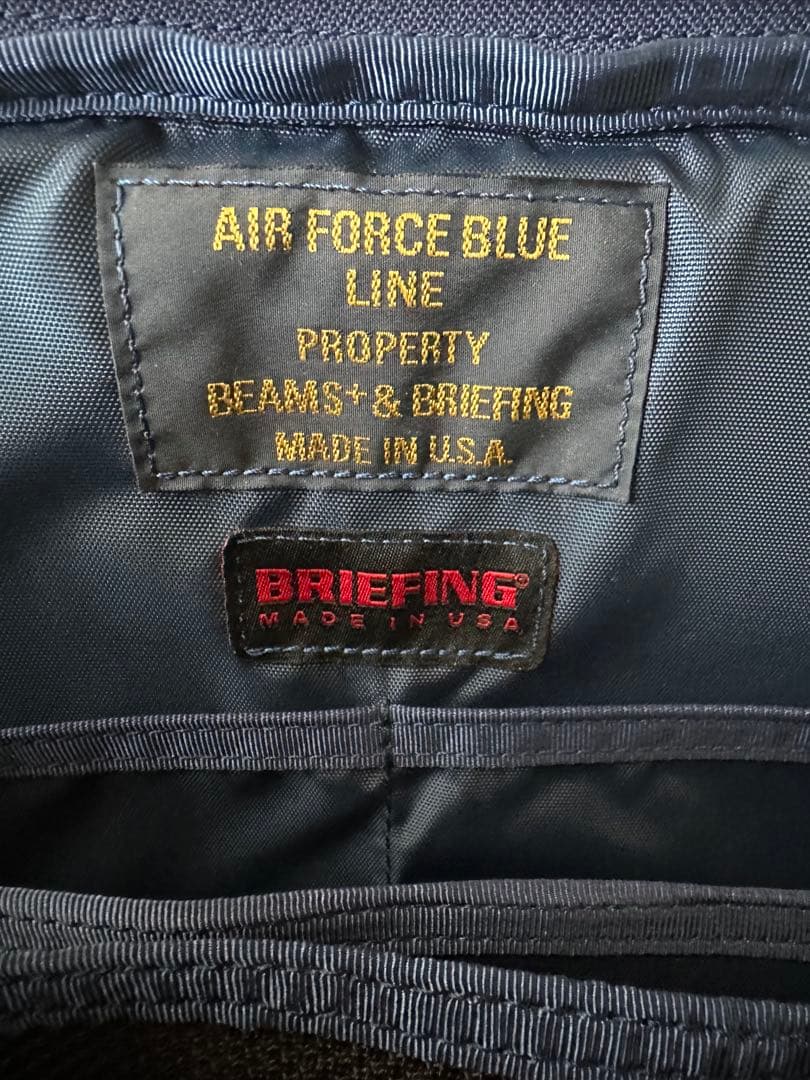 AIR FORCE BLUE
LINE
PROPERTY
BEAMS+ & BRIEFING
MADE IN U.S.A.
BRIEFING®
MADE IN USA